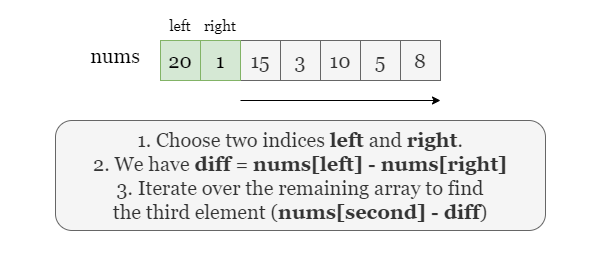 left right
nums 20 1 15 3 10 5 8
1. Choose two indices left and right.
2. We have diff = nums[left] - nums[right]
3. Iterate over the remaining array to find
the third element (nums[second] - diff)